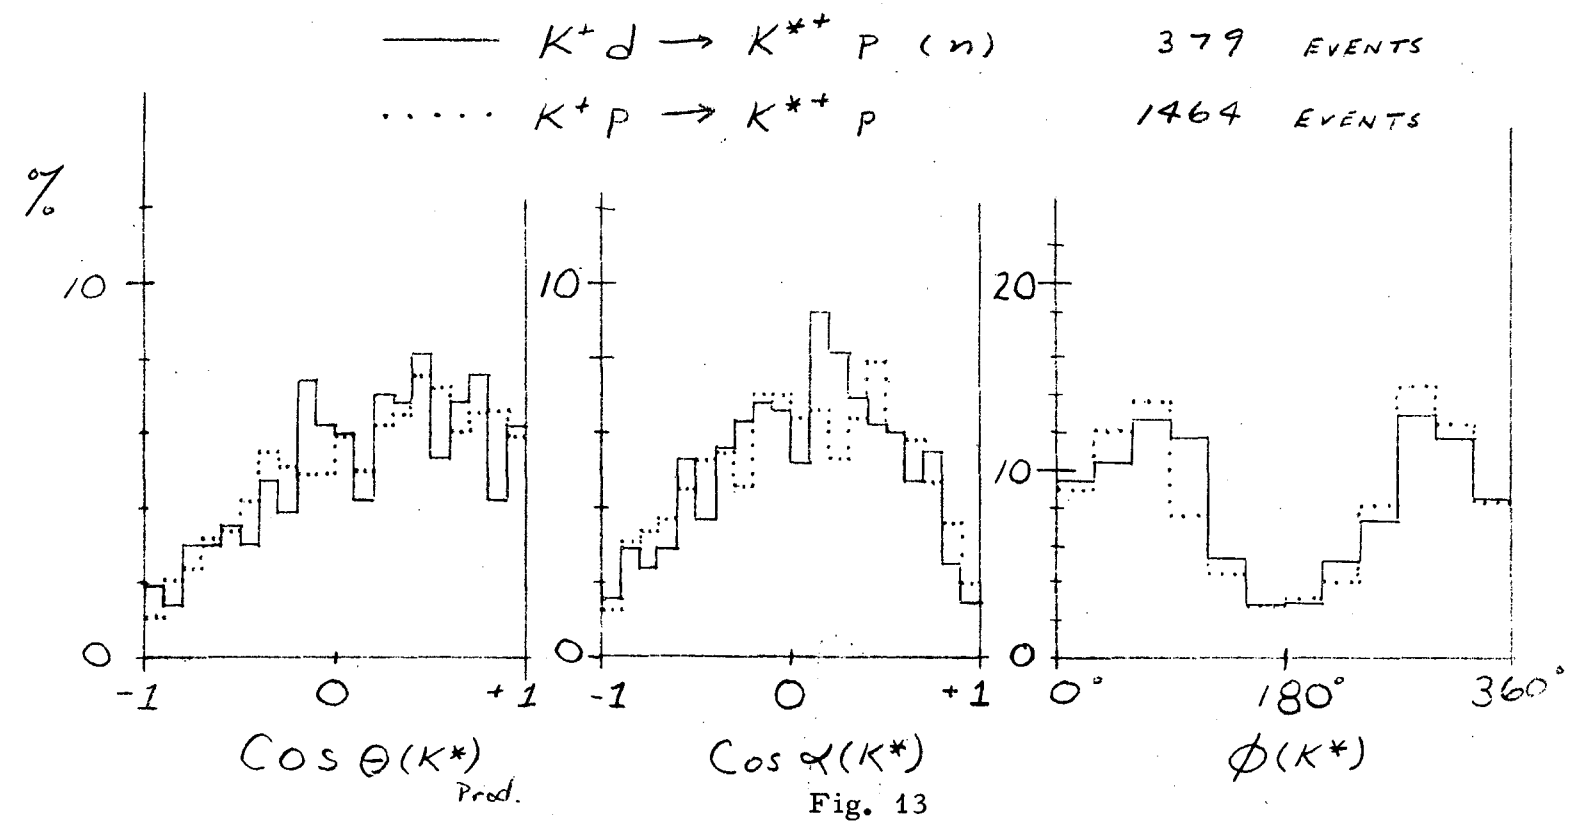 K⁺ d → K*⁺ p (n) 379 EVENTS
K⁺ p → K*⁺ p 1464 EVENTS
%
10
0
-1 0 +1
Cos θ(K*)
Prod.
10
0
-1 0 +1
Cos α(K*)
20
10
0
0° 180° 360°
φ(K*)
Fig. 13